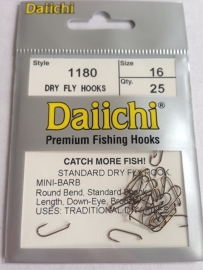 Style 1180 Size 16
DRY FLY HOOKS Qty. 25
Daiichi
Premium Fishing Hooks
CATCH MORE FISH!
STANDARD DRY FLY HOOK
MINI-BARB
Round Bend, Standard
Length, Down-Eye,
USES: TRADITIONAL